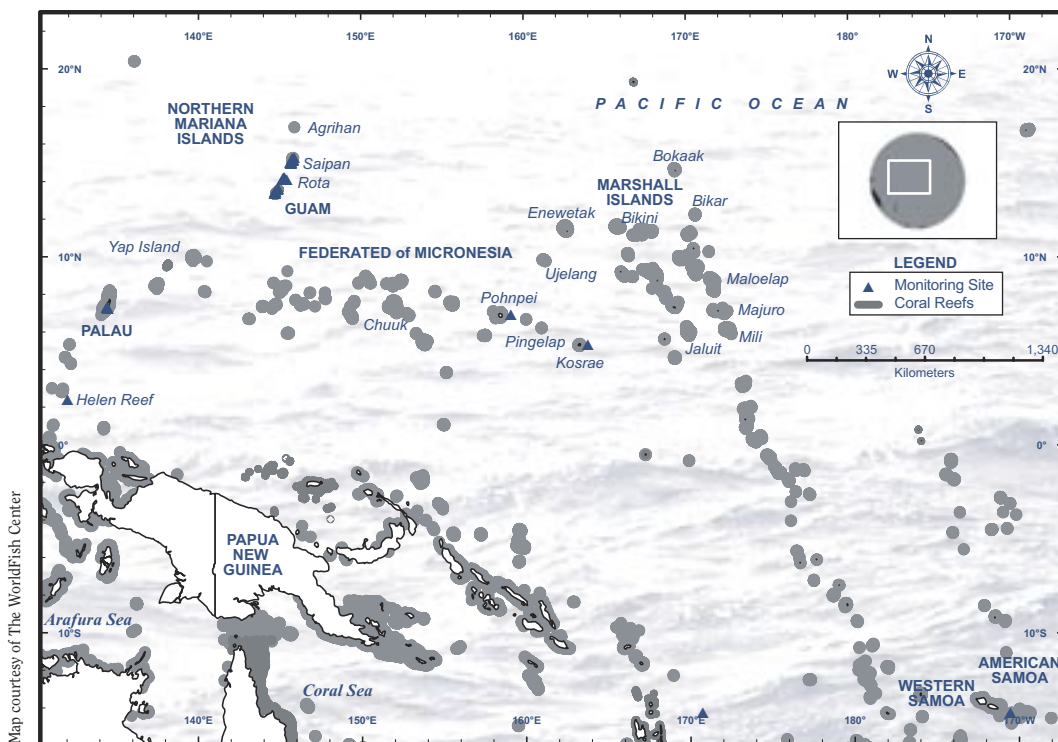 140°E 150°E 160°E 170°E 180° 170°W
20°N 20°N
N
W E
S
PACIFIC OCEAN
NORTHERN
MARIANA
ISLANDS
Agrihan
Saipan
Rota
GUAM
Bokaak
MARSHALL
ISLANDS
Bikar
Enewetak
Bikini
Yap Island
FEDERATED of MICRONESIA
10°N 10°N
Ujelang
Maloelap
LEGEND
Monitoring Site
Coral Reefs
Pohnpei
Majuro
PALAU
Chuuk
Mili
Pingelap
Jaluit
Kosrae
0 335 670 1,340
Kilometers
Helen Reef
0°
PAPUA
NEW
GUINEA
Arafura Sea
10°S 10°S
Coral Sea
AMERICAN
SAMOA
WESTERN
SAMOA
140°E 150°E 160°E 170°E 180° 170°W
Map courtesy of The WorldFish Center